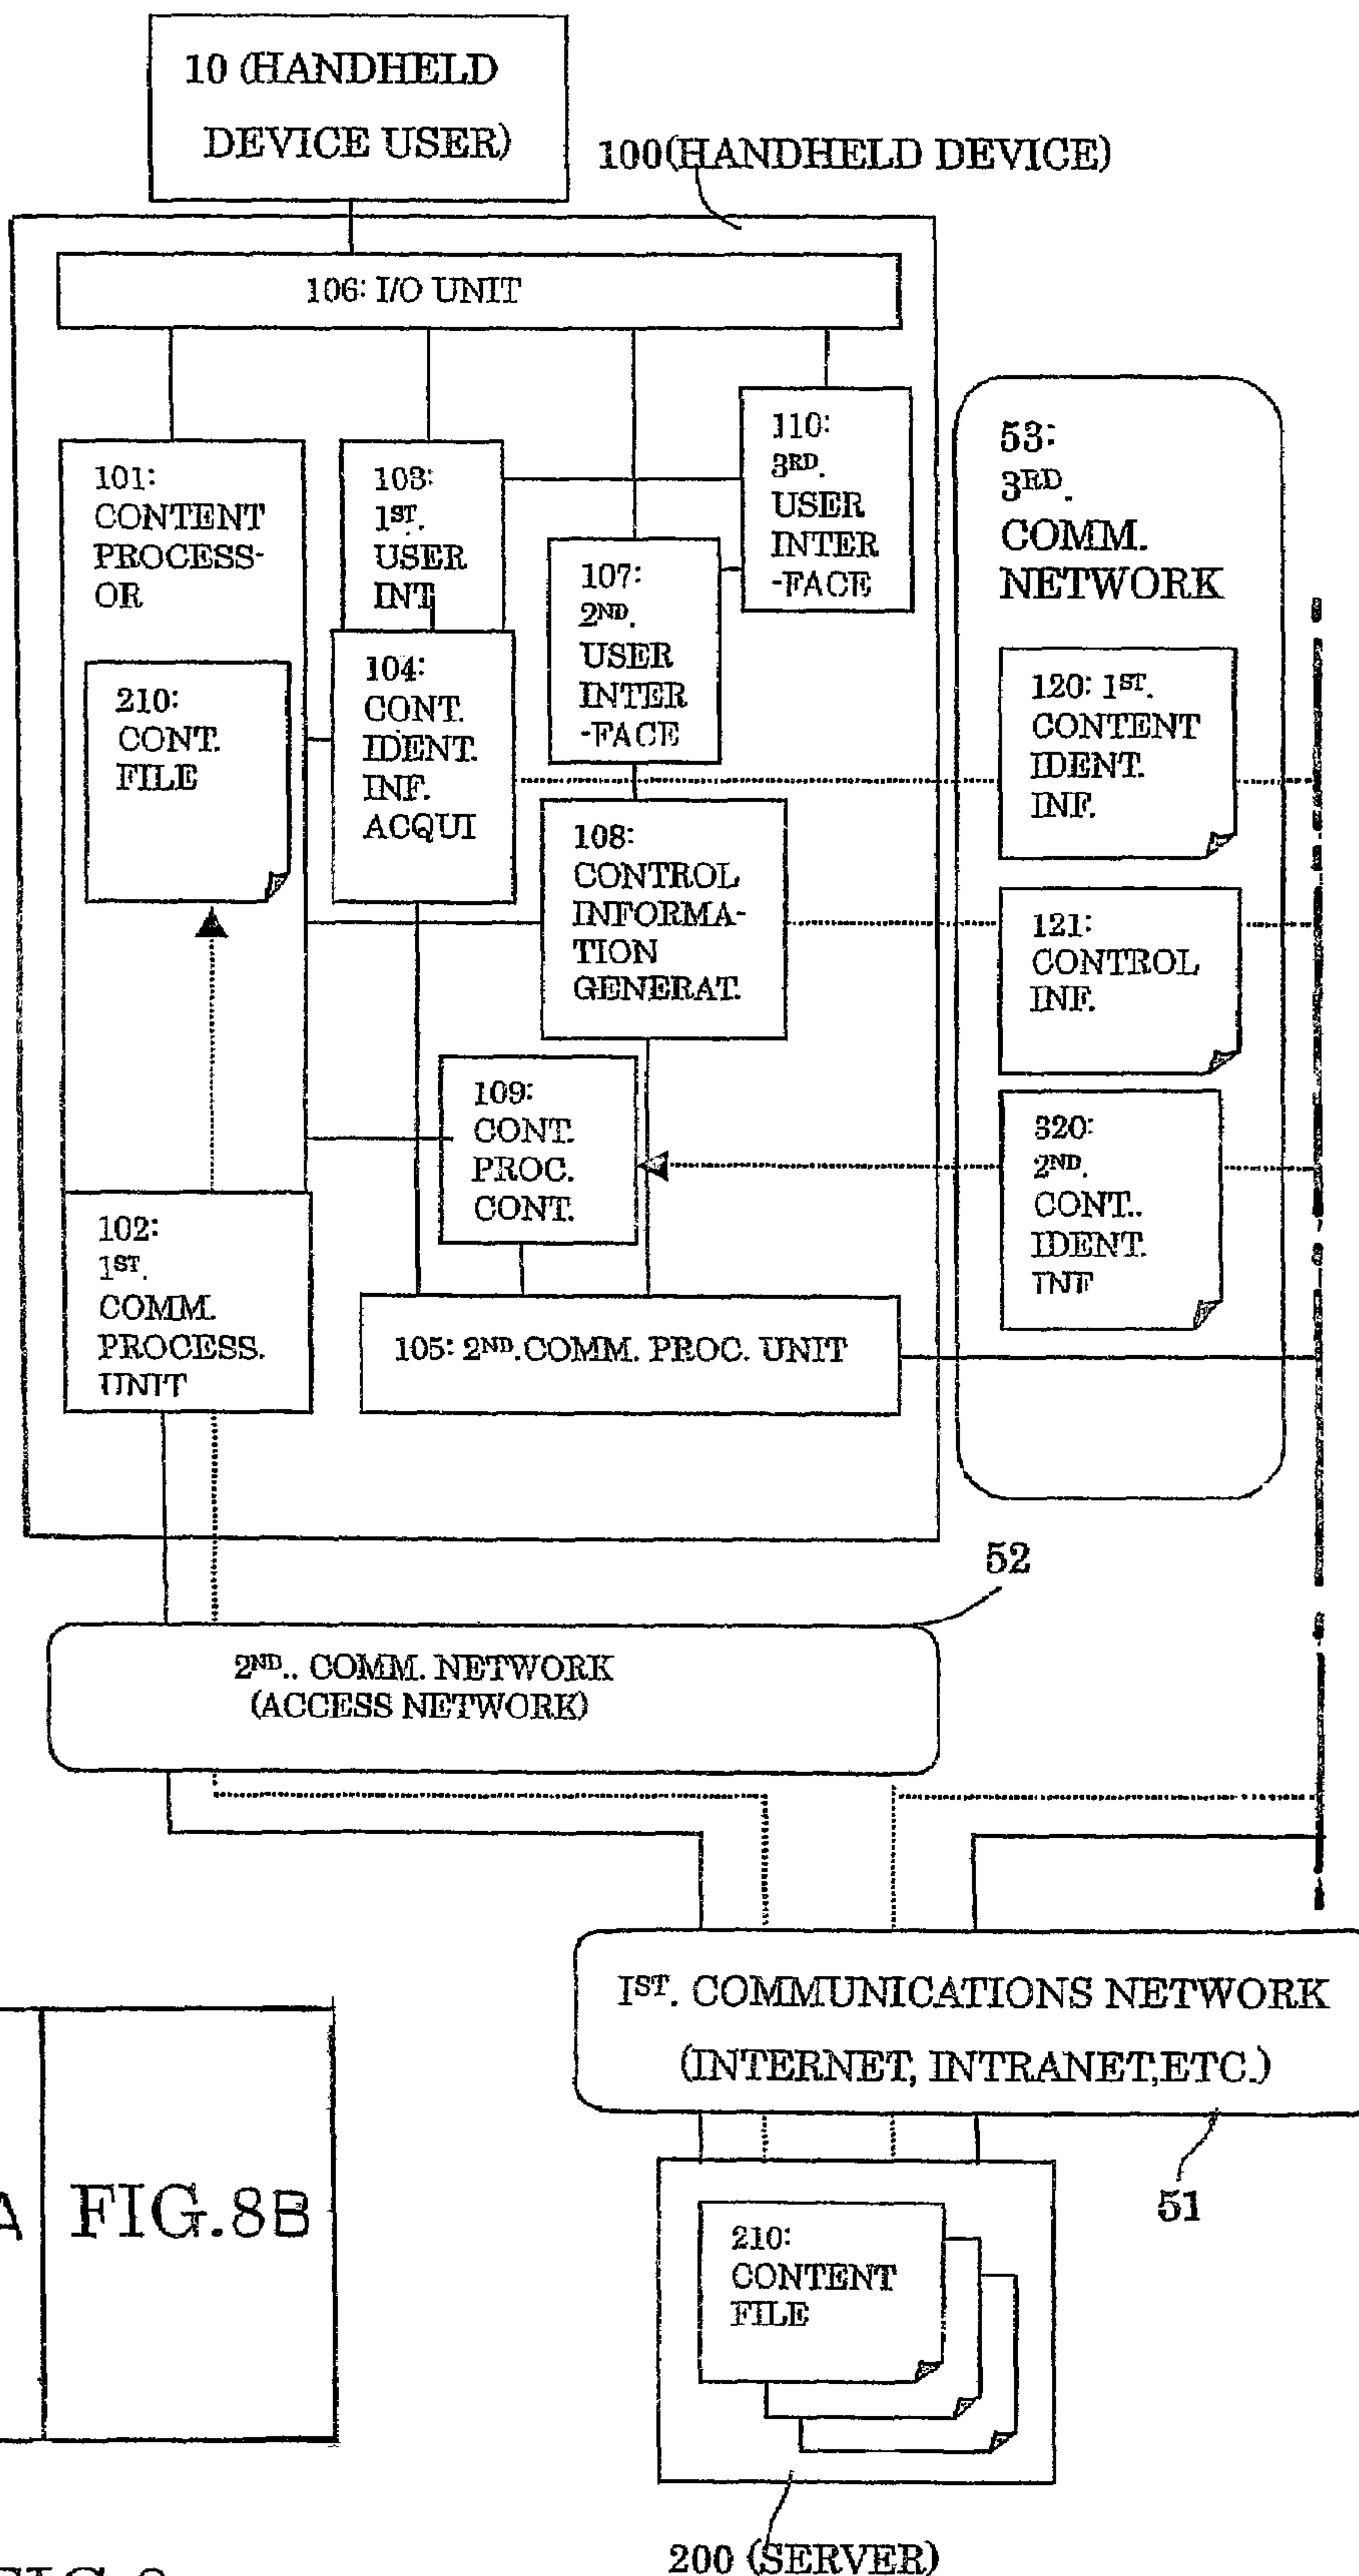 10 (HANDHELD
DEVICE USER)
100(HANDHELD DEVICE)
106: I/O UNIT
101:
CONTENT
PROCESS-
OR
103:
1ST.
USER
INT
110:
3RD.
USER
INTER
-FACE
107:
2ND.
USER
INTER
-FACE
53:
3RD.
COMM.
NETWORK
210:
CONT.
FILE
104:
CONT.
IDENT.
INF.
ACQUI
120: 1ST.
CONTENT
IDENT.
INF.
108:
CONTROL
INFORMA-
TION
GENERAT.
121:
CONTROL
INF.
109:
CONT.
PROC.
CONT.
320:
2ND.
CONT..
IDENT.
INF
102:
1ST.
COMM.
PROCESS.
UNIT
105: 2ND.COMM. PROC. UNIT
52
2ND.. COMM. NETWORK
(ACCESS NETWORK)
1ST. COMMUNICATIONS NETWORK
(INTERNET, INTRANET,ETC.)
51
A FIG.8B
210:
CONTENT
FILE
200 (SERVER)